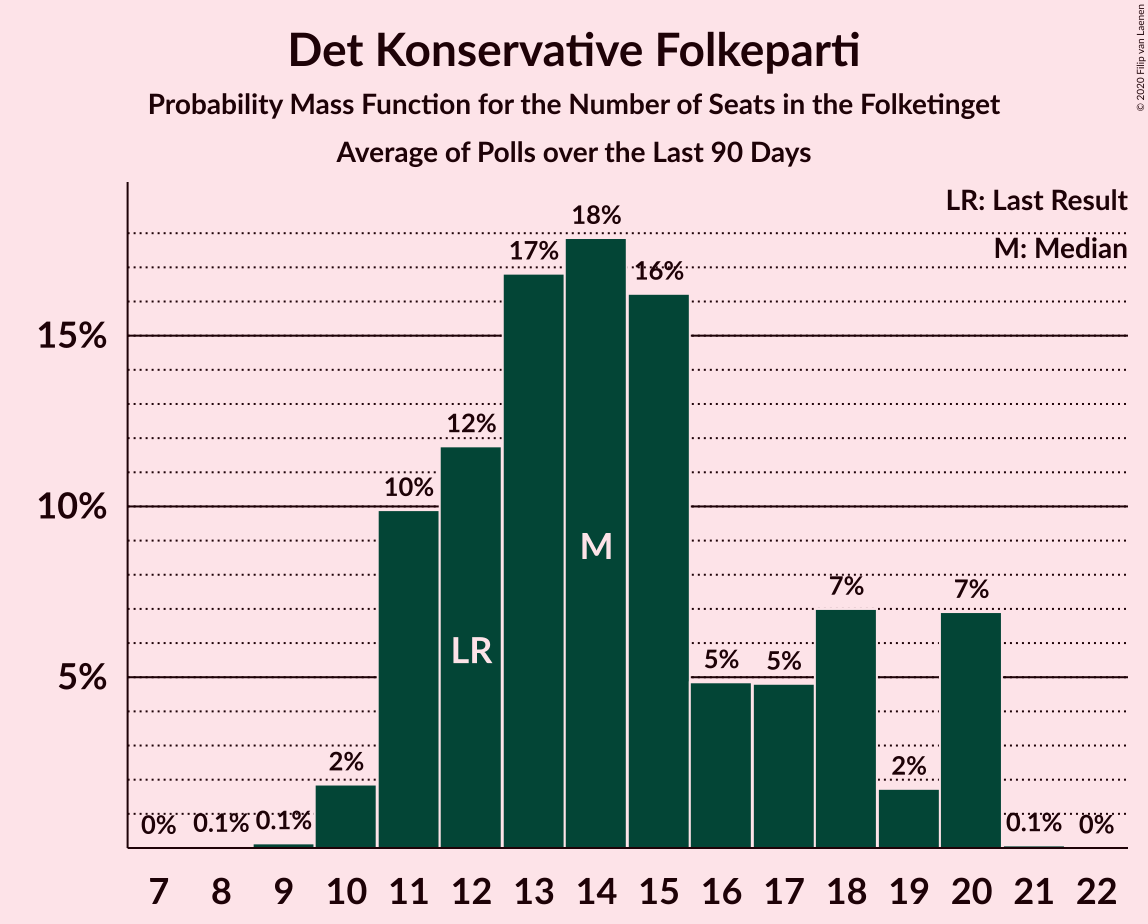 Det Konservative Folkeparti
Probability Mass Function for the Number of Seats in the Folketinget
Average of Polls over the Last 90 Days
© 2020 Filip van Laenen
LR: Last Result
M: Median
15%
10%
5%
0%
0.1%
0.1%
2%
10%
12%
17%
18%
16%
5%
5%
7%
2%
7%
0.1%
0%
LR
M
7 8 9 10 11 12 13 14 15 16 17 18 19 20 21 22